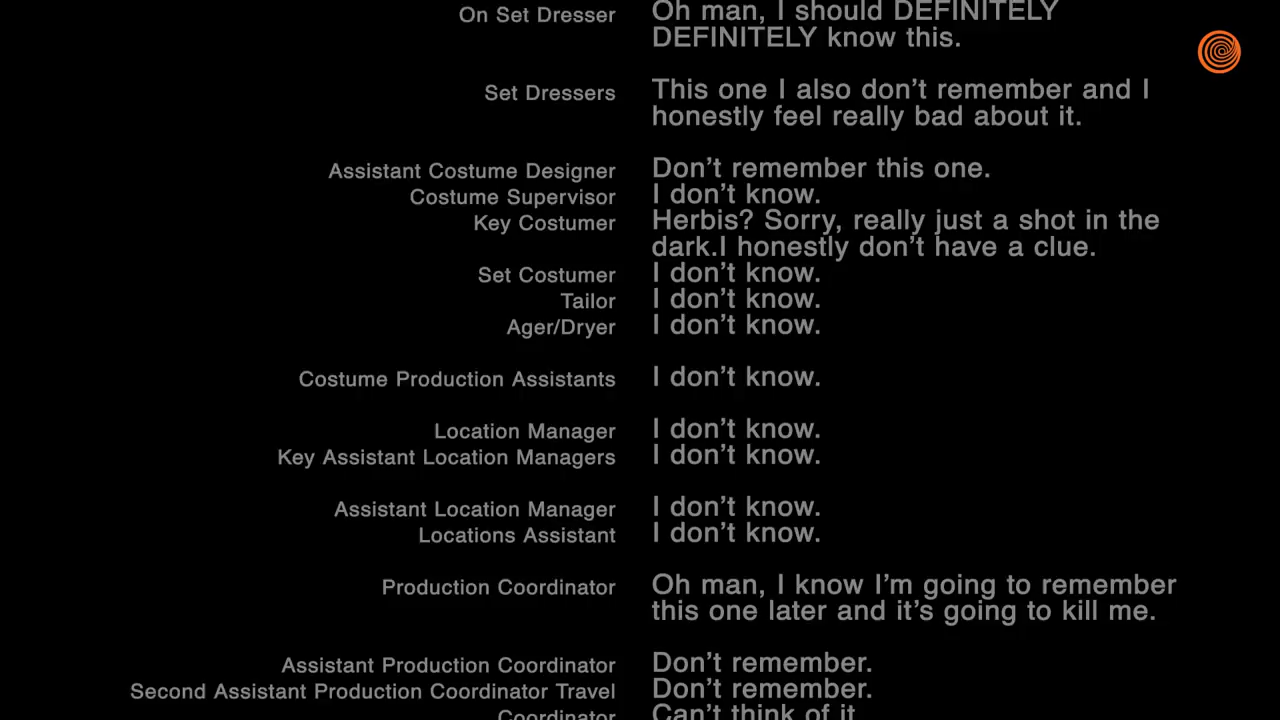 On Set Dresser Oh man, I should DEFINITELY
DEFINITELY know this.
Set Dressers This one I also don't remember and I
honestly feel really bad about it.
Assistant Costume Designer Don't remember this one.
Costume Supervisor I don't know.
Key Costumer Herbis? Sorry, really just a shot in the
dark.I honestly don't have a clue.
Set Costumer I don't know.
Tailor I don't know.
Ager/Dryer I don't know.
Costume Production Assistants I don't know.
Location Manager I don't know.
Key Assistant Location Managers I don't know.
Assistant Location Manager I don't know.
Locations Assistant I don't know.
Production Coordinator Oh man, I know I'm going to remember
this one later and it's going to kill me.
Assistant Production Coordinator Don't remember.
Second Assistant Production Coordinator Travel Don't remember.
Coordinator Can't think of it